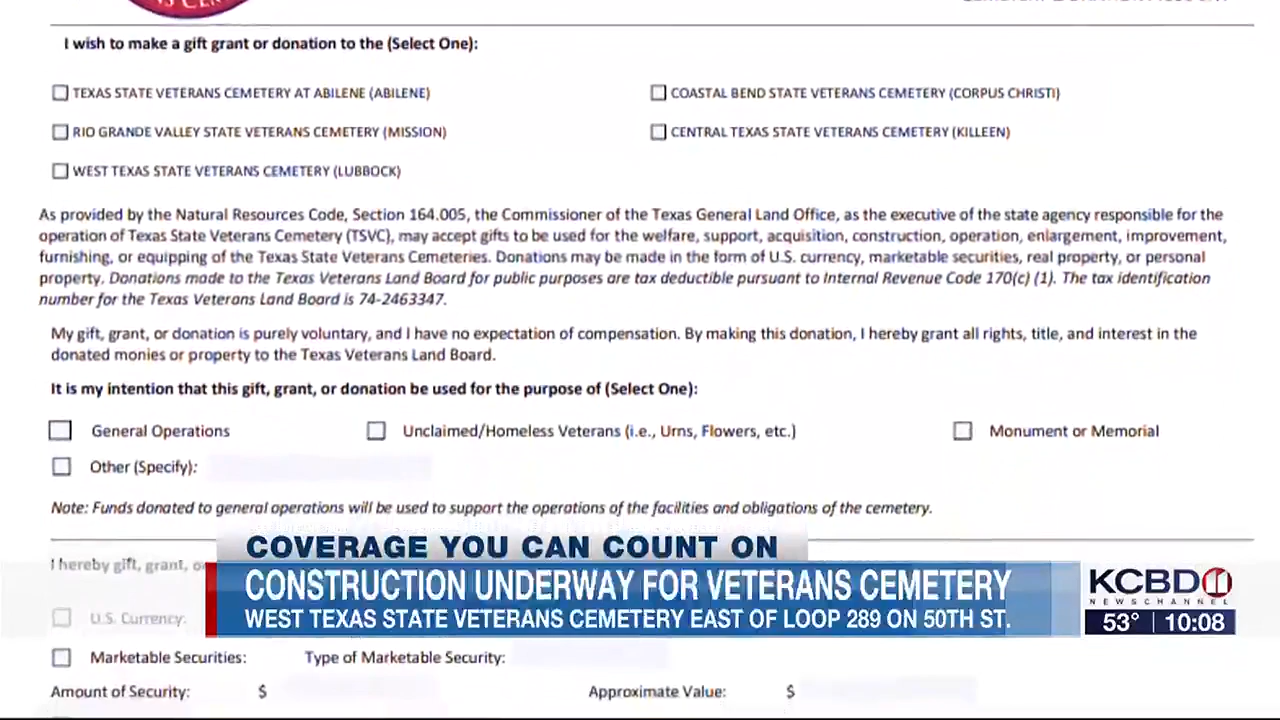 I wish to make a gift grant or donation to the (Select One):
TEXAS STATE VETERANS CEMETERY AT ABILENE (ABILENE)
COASTAL BEND STATE VETERANS CEMETERY (CORPUS CHRISTI)
RIO GRANDE VALLEY STATE VETERANS CEMETERY (MISSION)
CENTRAL TEXAS STATE VETERANS CEMETERY (KILLEEN)
WEST TEXAS STATE VETERANS CEMETERY (LUBBOCK)
As provided by the Natural Resources Code, Section 164.005, the Commissioner of the Texas General Land Office, as the executive of the state agency responsible for the
operation of Texas State Veterans Cemetery (TSVC), may accept gifts to be used for the welfare, support, acquisition, construction, operation, enlargement, improvement,
furnishing, or equipping of the Texas State Veterans Cemeteries. Donations may be made in the form of U.S. currency, marketable securities, real property, or personal
property. Donations made to the Texas Veterans Land Board for public purposes are tax deductible pursuant to Internal Revenue Code 170(c) (1). The tax identification
number for the Texas Veterans Land Board is 74-2463347.
My gift, grant, or donation is purely voluntary, and I have no expectation of compensation. By making this donation, I hereby grant all rights, title, and interest in the
donated monies or property to the Texas Veterans Land Board.
It is my intention that this gift, grant, or donation be used for the purpose of (Select One):
General Operations
Unclaimed/Homeless Veterans (i.e., Urns, Flowers, etc.)
Monument or Memorial
Other (Specify):
Note: Funds donated to general operations will be used to support the operations of the facilities and obligations of the cemetery.
I hereby gift, grant,
COVERAGE YOU CAN COUNT ON
CONSTRUCTION UNDERWAY FOR VETERANS CEMETERY
WEST TEXAS STATE VETERANS CEMETERY EAST OF LOOP 289 ON 50TH ST.
KCBD 11
NEWSCHANNEL
53° 10:08
U.S. Currency:
Marketable Securities: Type of Marketable Security:
Amount of Security: $ Approximate Value: $